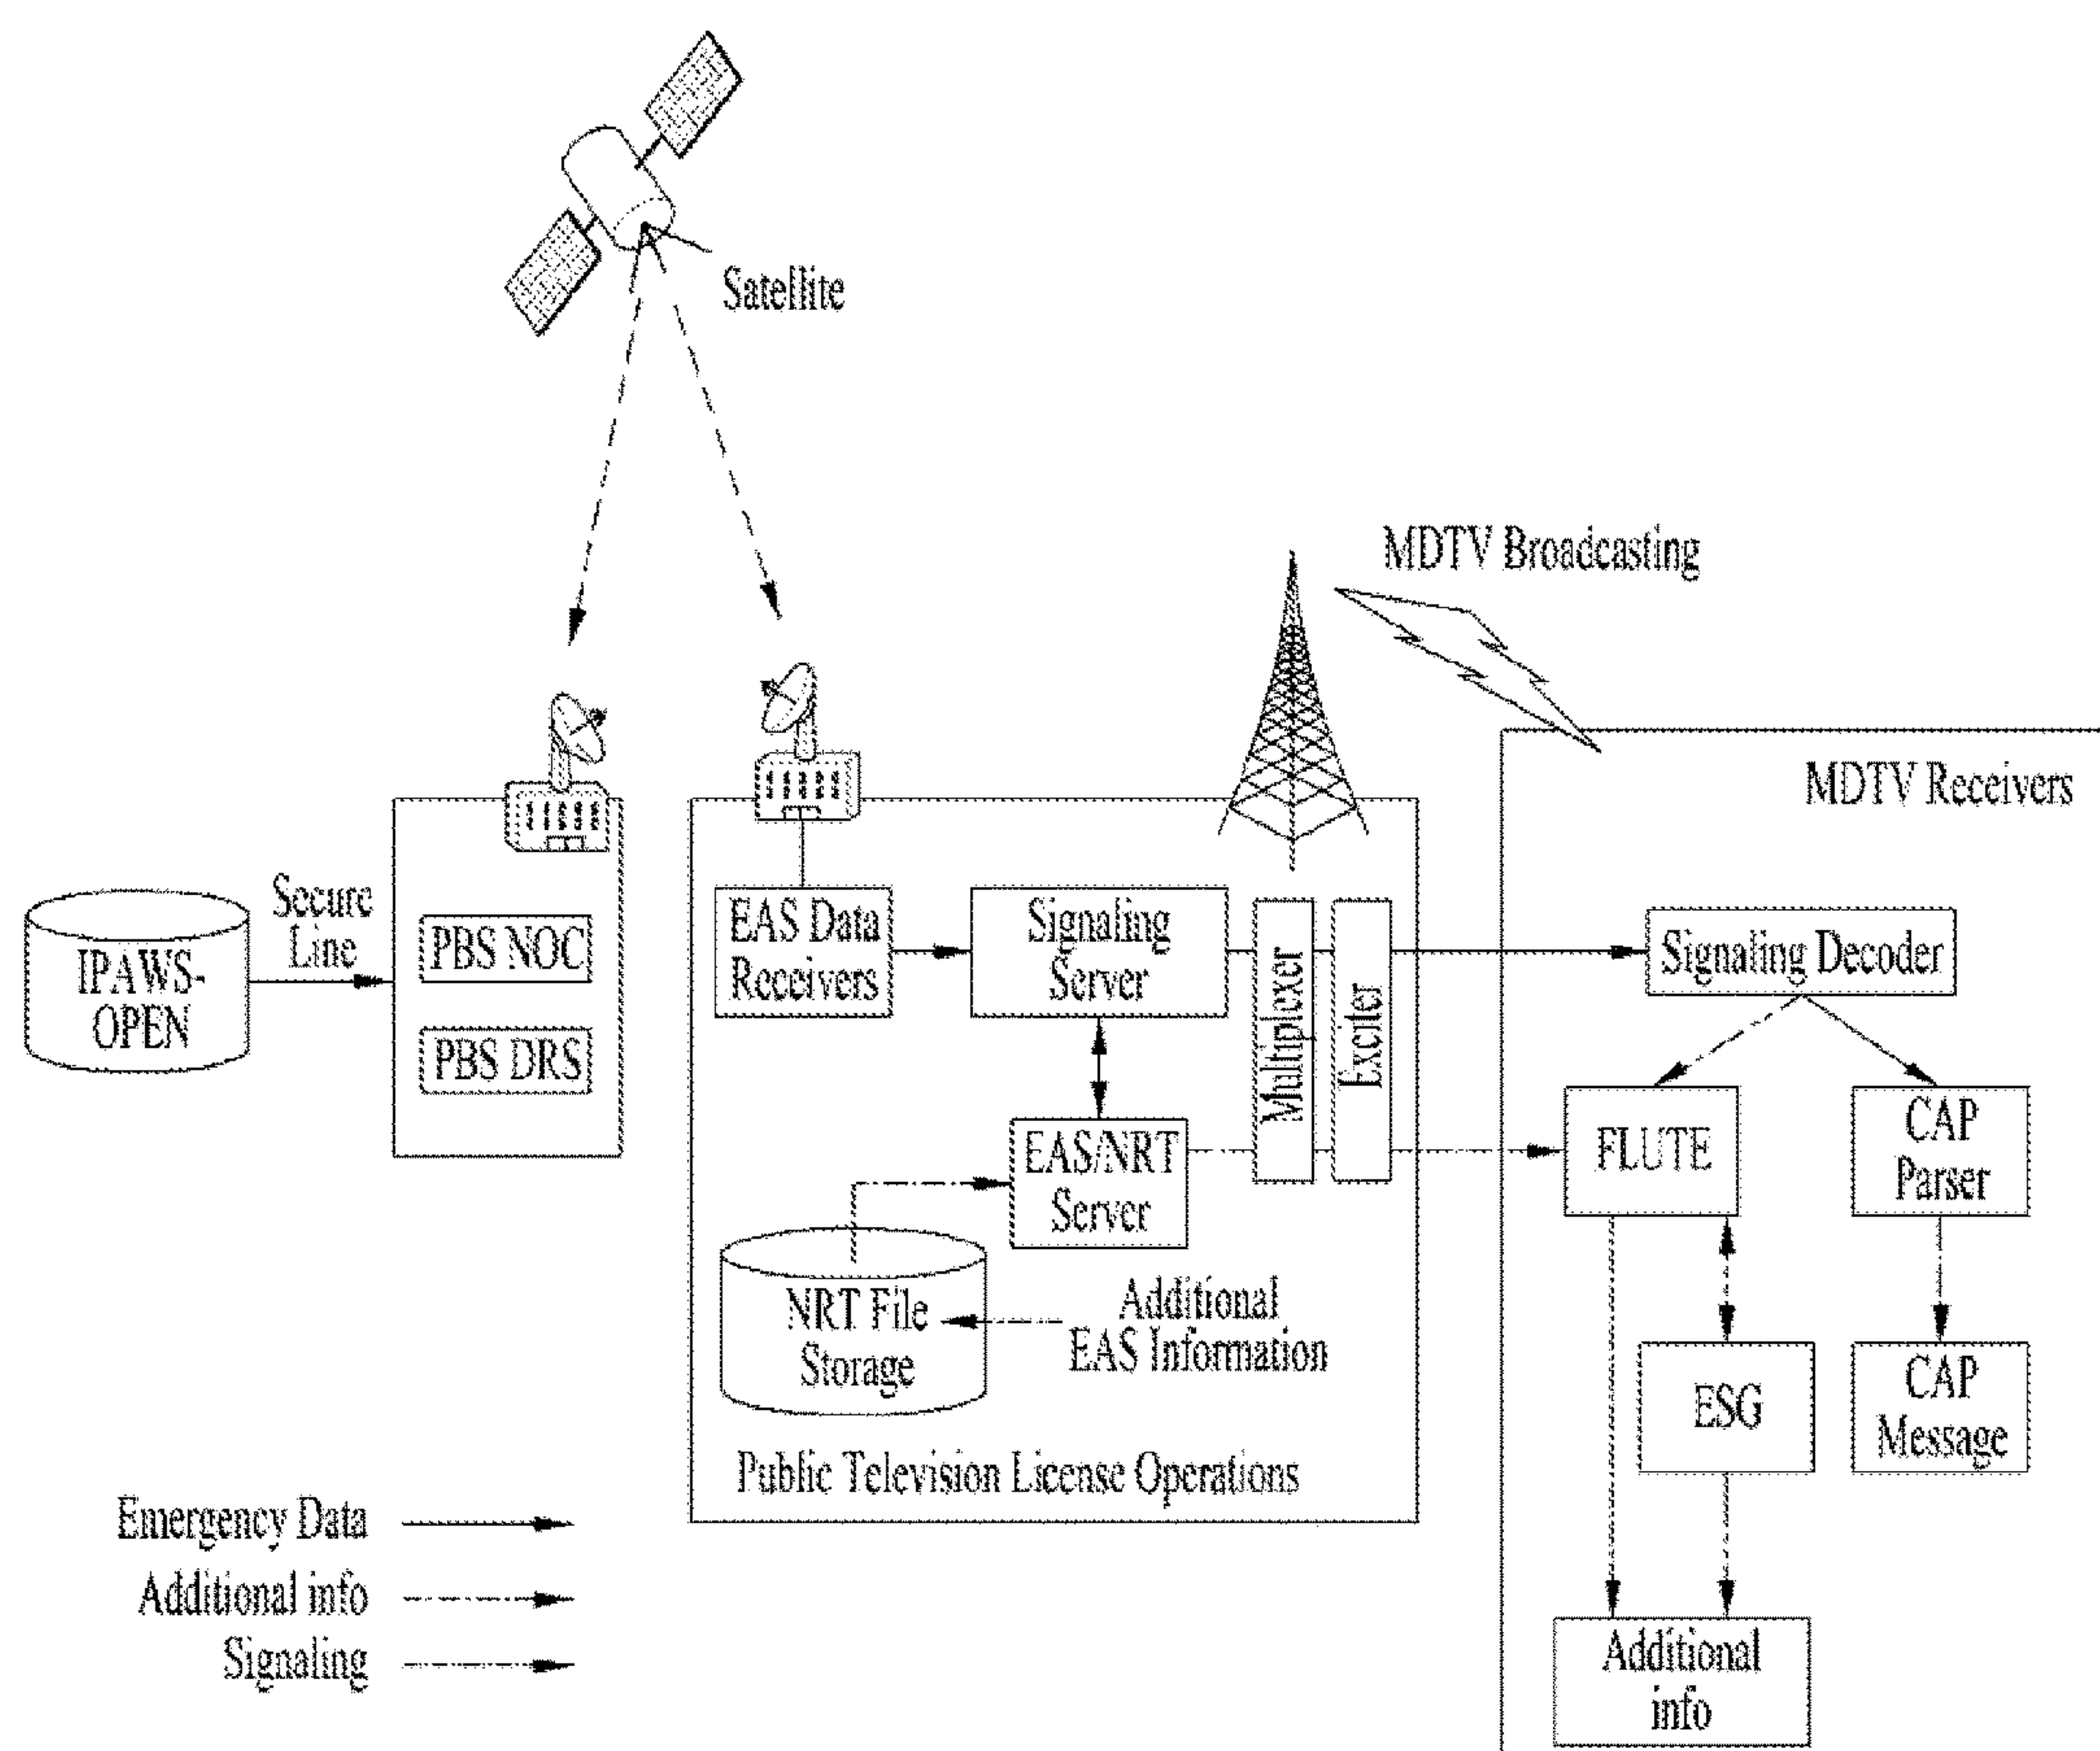 Satellite
MDTV Broadcasting
MDTV Receivers
Secure
Line
IPAWS-
OPEN
PBS NOC
PBS DRS
EAS Data
Receivers
Signaling
Server
Multiplexer
Exciter
Signaling Decoder
EAS/NRT
Server
FLUTE
CAP
Parser
NRT File
Storage
Additional
EAS Information
ESG
CAP
Message
Public Television License Operations
Additional
info
Emergency Data
Additional info
Signaling